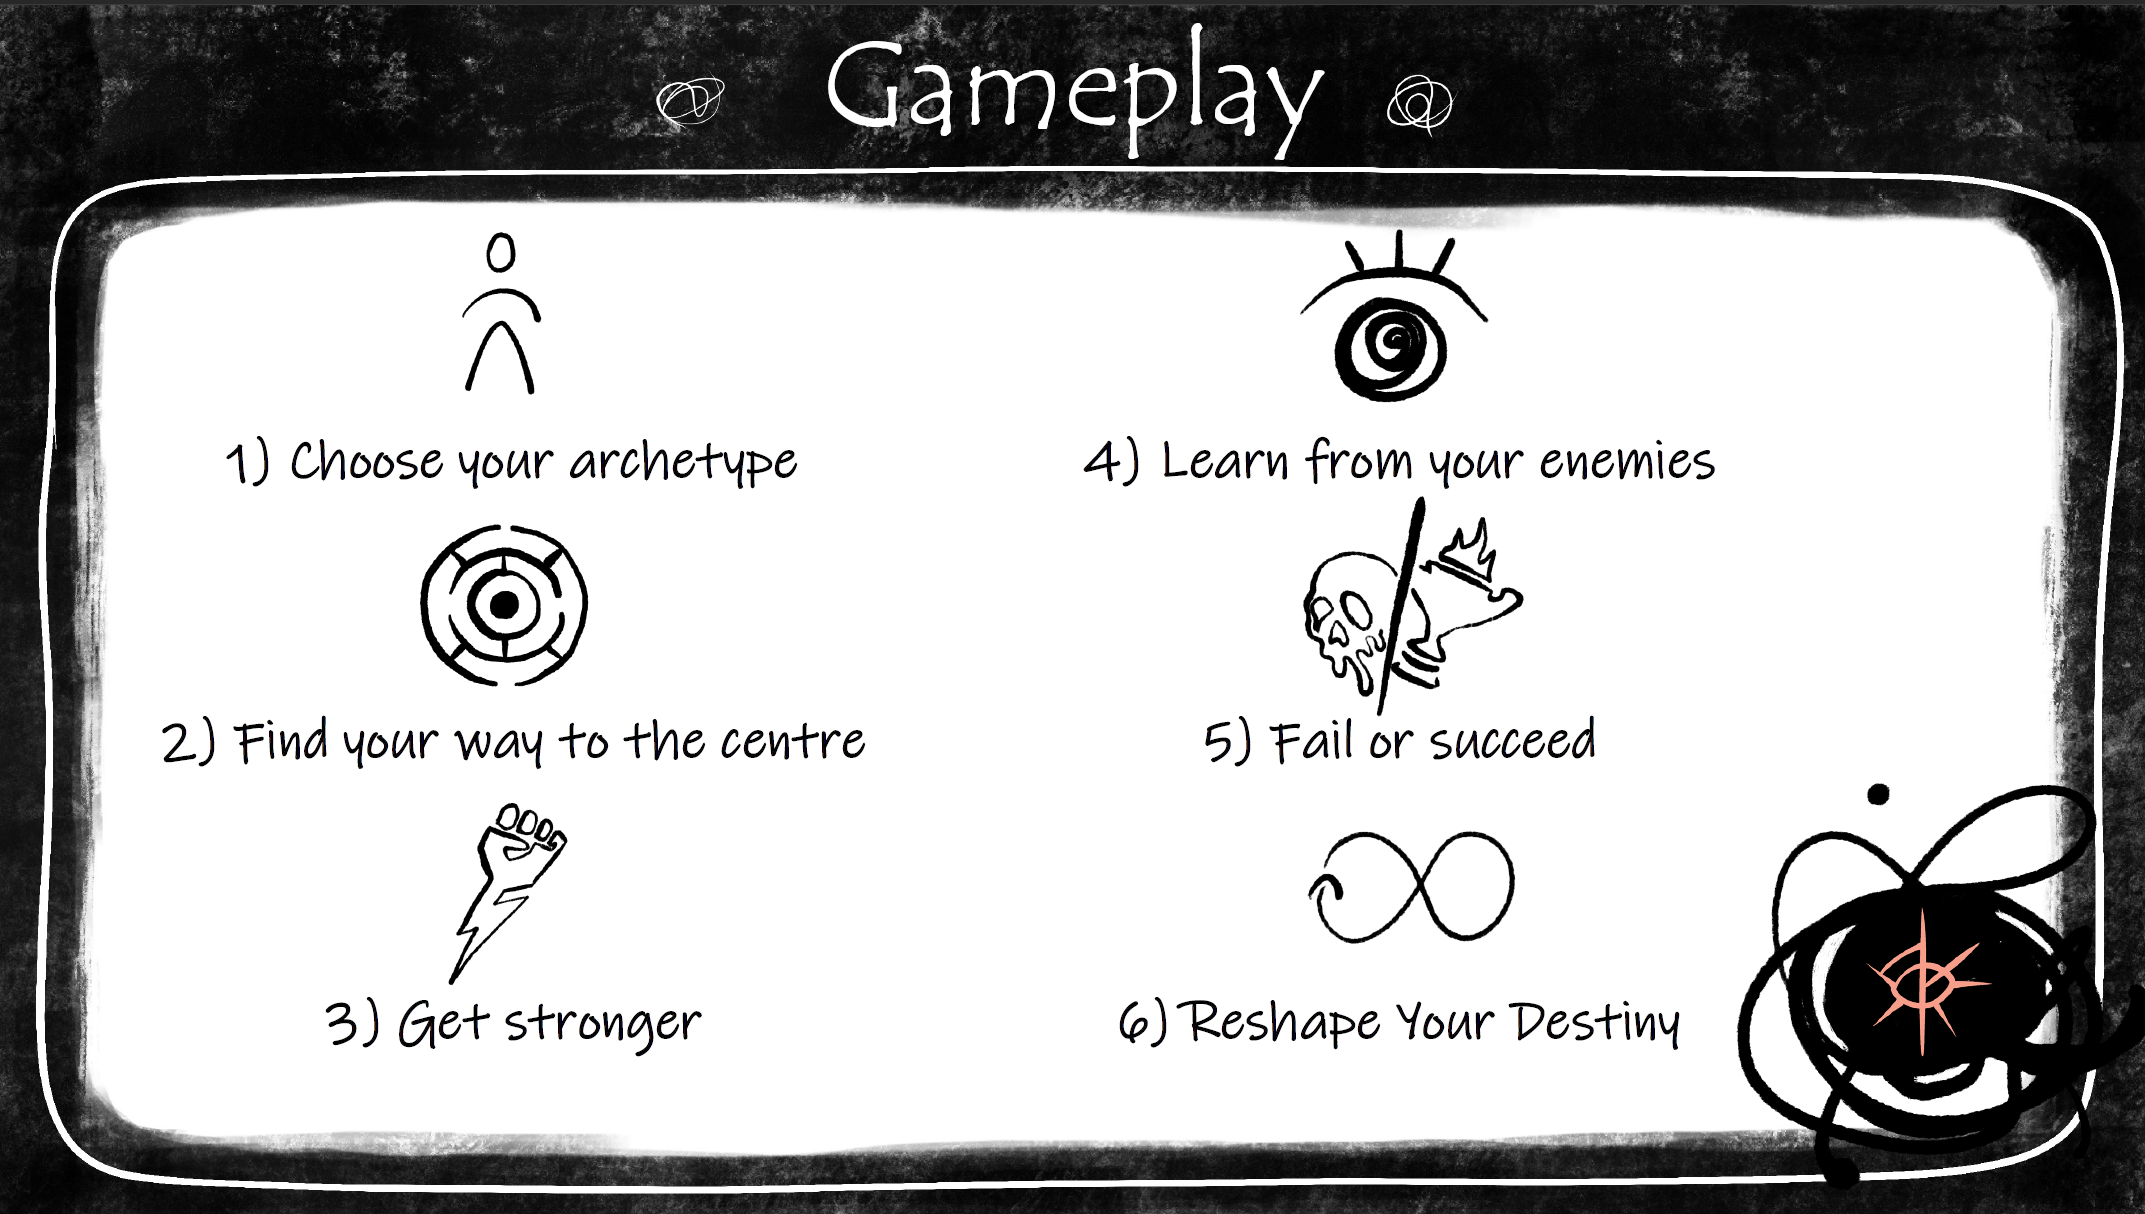 Gameplay
1) Choose your archetype
2) Find your way to the centre
3) Get stronger
4) Learn from your enemies
5) Fail or succeed
6) Reshape Your Destiny